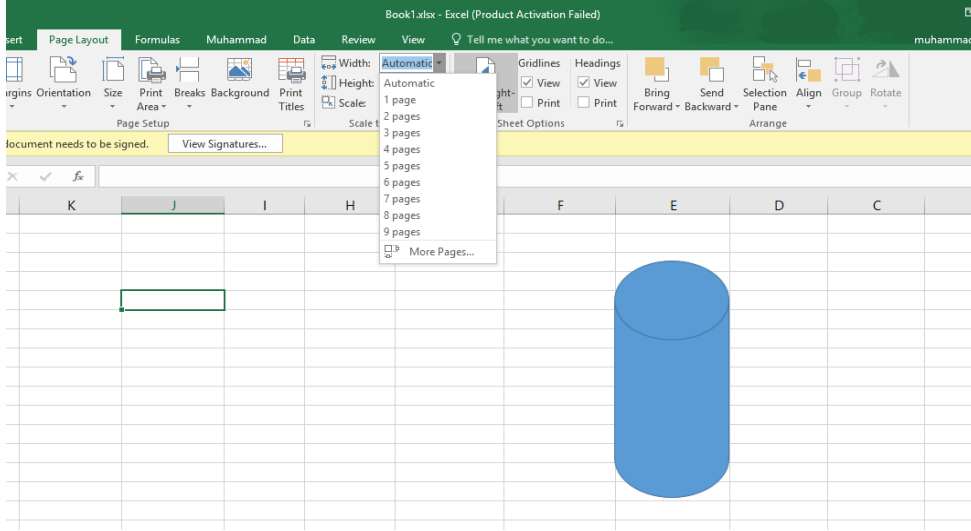 Book1.xlsx - Excel (Product Activation Failed)
sert Page Layout Formulas Muhammad Data Review View Tell me what you want to do... muhammad
Width: Automatic Gridlines Headings
Height: View View
Scale: Print Print
argins Orientation Size Print Area Breaks Background Print Titles
ght-
ft
Bring Forward Send Backward Selection Pane Align Group Rotate
Page Setup Scale t Sheet Options Arrange
Automatic
1 page
2 pages
3 pages
4 pages
5 pages
6 pages
7 pages
8 pages
9 pages
More Pages...
document needs to be signed. View Signatures...
fx
K J I H F E D C